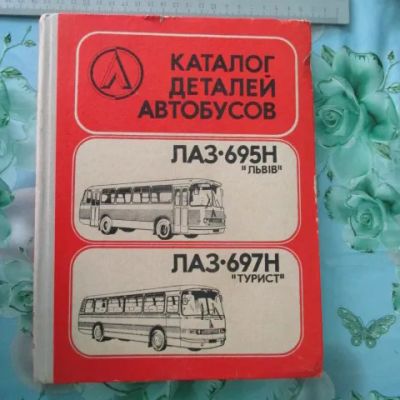 КАТАЛОГ
ДЕТАЛЕЙ
АВТОБУСОВ
ЛАЗ·695Н
"ЛЬВІВ"
ЛАЗ·697Н
"ТУРИСТ"